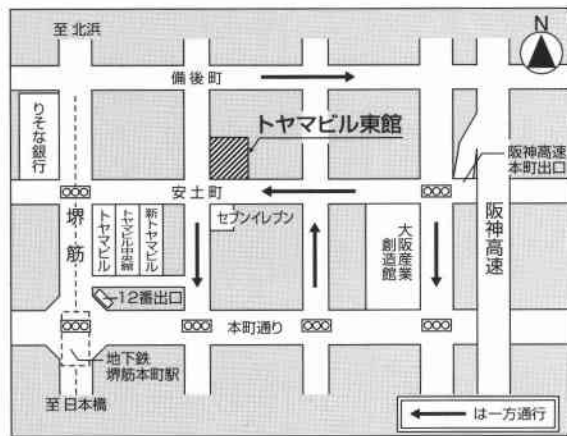 至 北浜
N
備後町
りそな銀行
トヤマビル東館
阪神高速
本町出口
安土町
堺筋
トヤマビル
トヤマビル中央館
新トヤマビル
セブンイレブン
大阪産業
創造館
阪神高速
12番出口
本町通り
地下鉄
堺筋本町駅
至 日本橋
は一方通行